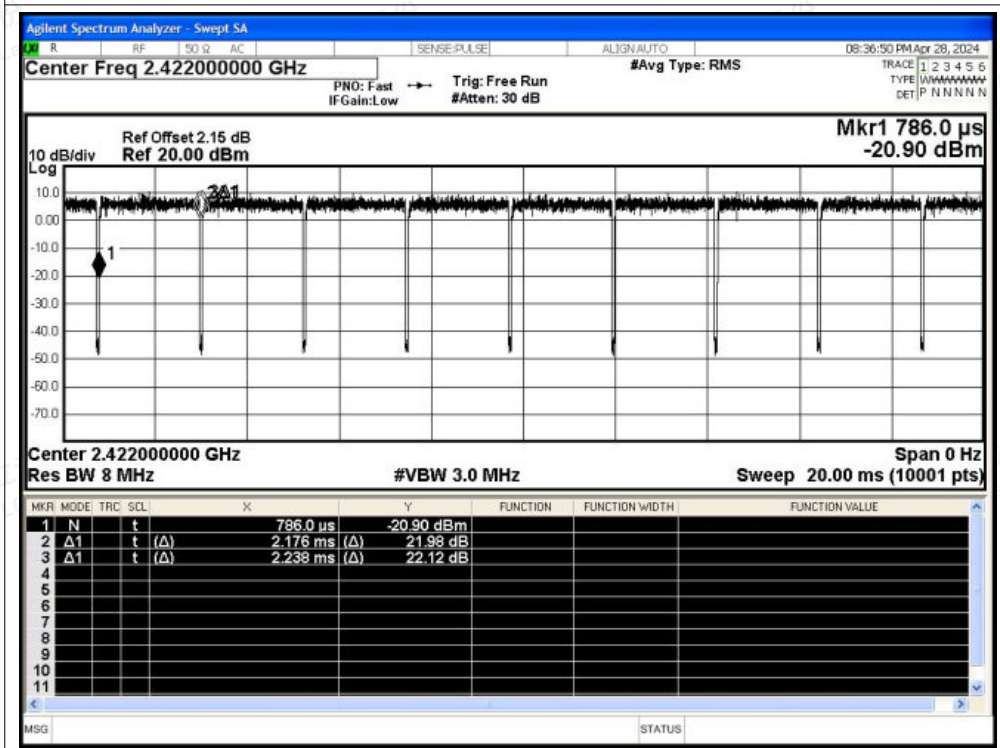 Agilent Spectrum Analyzer - Swept SA
LXI R RF 50 Ω AC SENSE:PULSE ALIGN AUTO 08:36:50 PM Apr 28, 2024
Center Freq 2.422000000 GHz #Avg Type: RMS TRACE 1 2 3 4 5 6
PNO: Fast Trig: Free Run TYPE
IFGain:Low #Atten: 30 dB DET P N N N N N
Mkr1 786.0 µs
Ref Offset 2.15 dB
10 dB/div Ref 20.00 dBm -20.90 dBm
Log
10.0
0.00
-10.0
-20.0
-30.0
-40.0
-50.0
-60.0
-70.0
1
Center 2.422000000 GHz Span 0 Hz
Res BW 8 MHz #VBW 3.0 MHz Sweep 20.00 ms (10001 pts)
MKR MODE TRC SCL X Y FUNCTION FUNCTION WIDTH FUNCTION VALUE
1 N t 786.0 µs -20.90 dBm
2 Δ1 t (Δ) 2.176 ms (Δ) 21.98 dB
3 Δ1 t (Δ) 2.238 ms (Δ) 22.12 dB
4
5
6
7
8
9
10
11
MSG STATUS